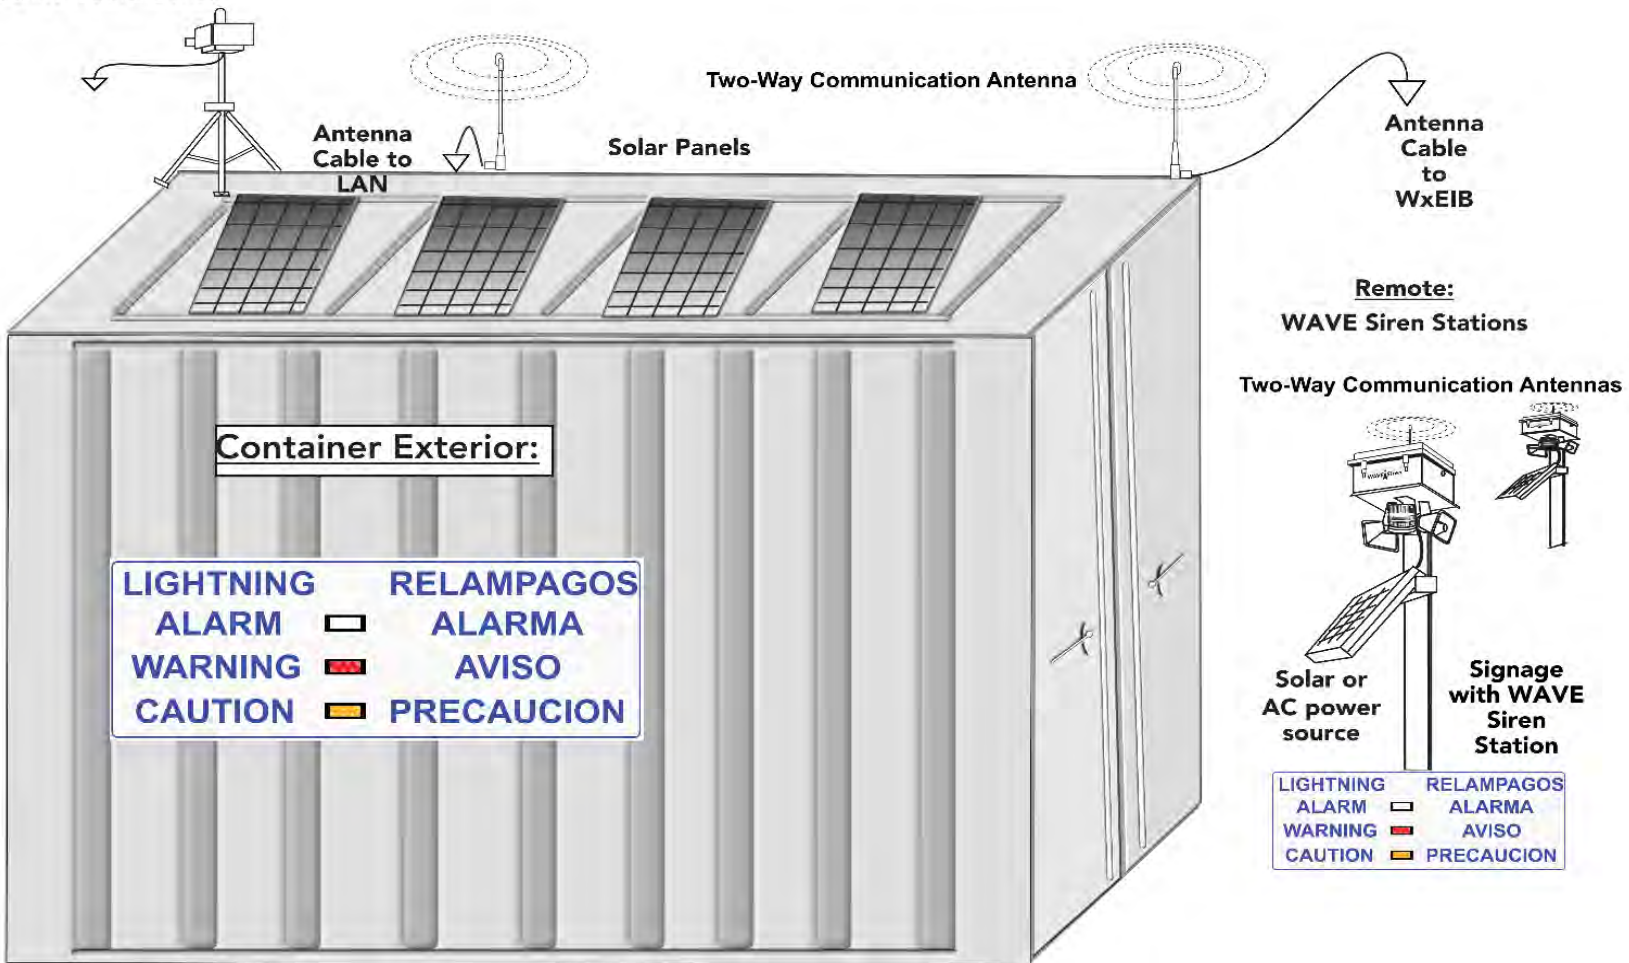 Two-Way Communication Antenna
Antenna
Cable to
LAN
Solar Panels
Antenna
Cable
to
WxEIB
Remote:
WAVE Siren Stations
Two-Way Communication Antennas
Container Exterior:
LIGHTNING RELAMPAGOS
ALARM ALARMA
WARNING AVISO
CAUTION PRECAUCION
Solar or
AC power
source
Signage
with WAVE
Siren
Station
LIGHTNING RELAMPAGOS
ALARM ALARMA
WARNING AVISO
CAUTION PRECAUCION